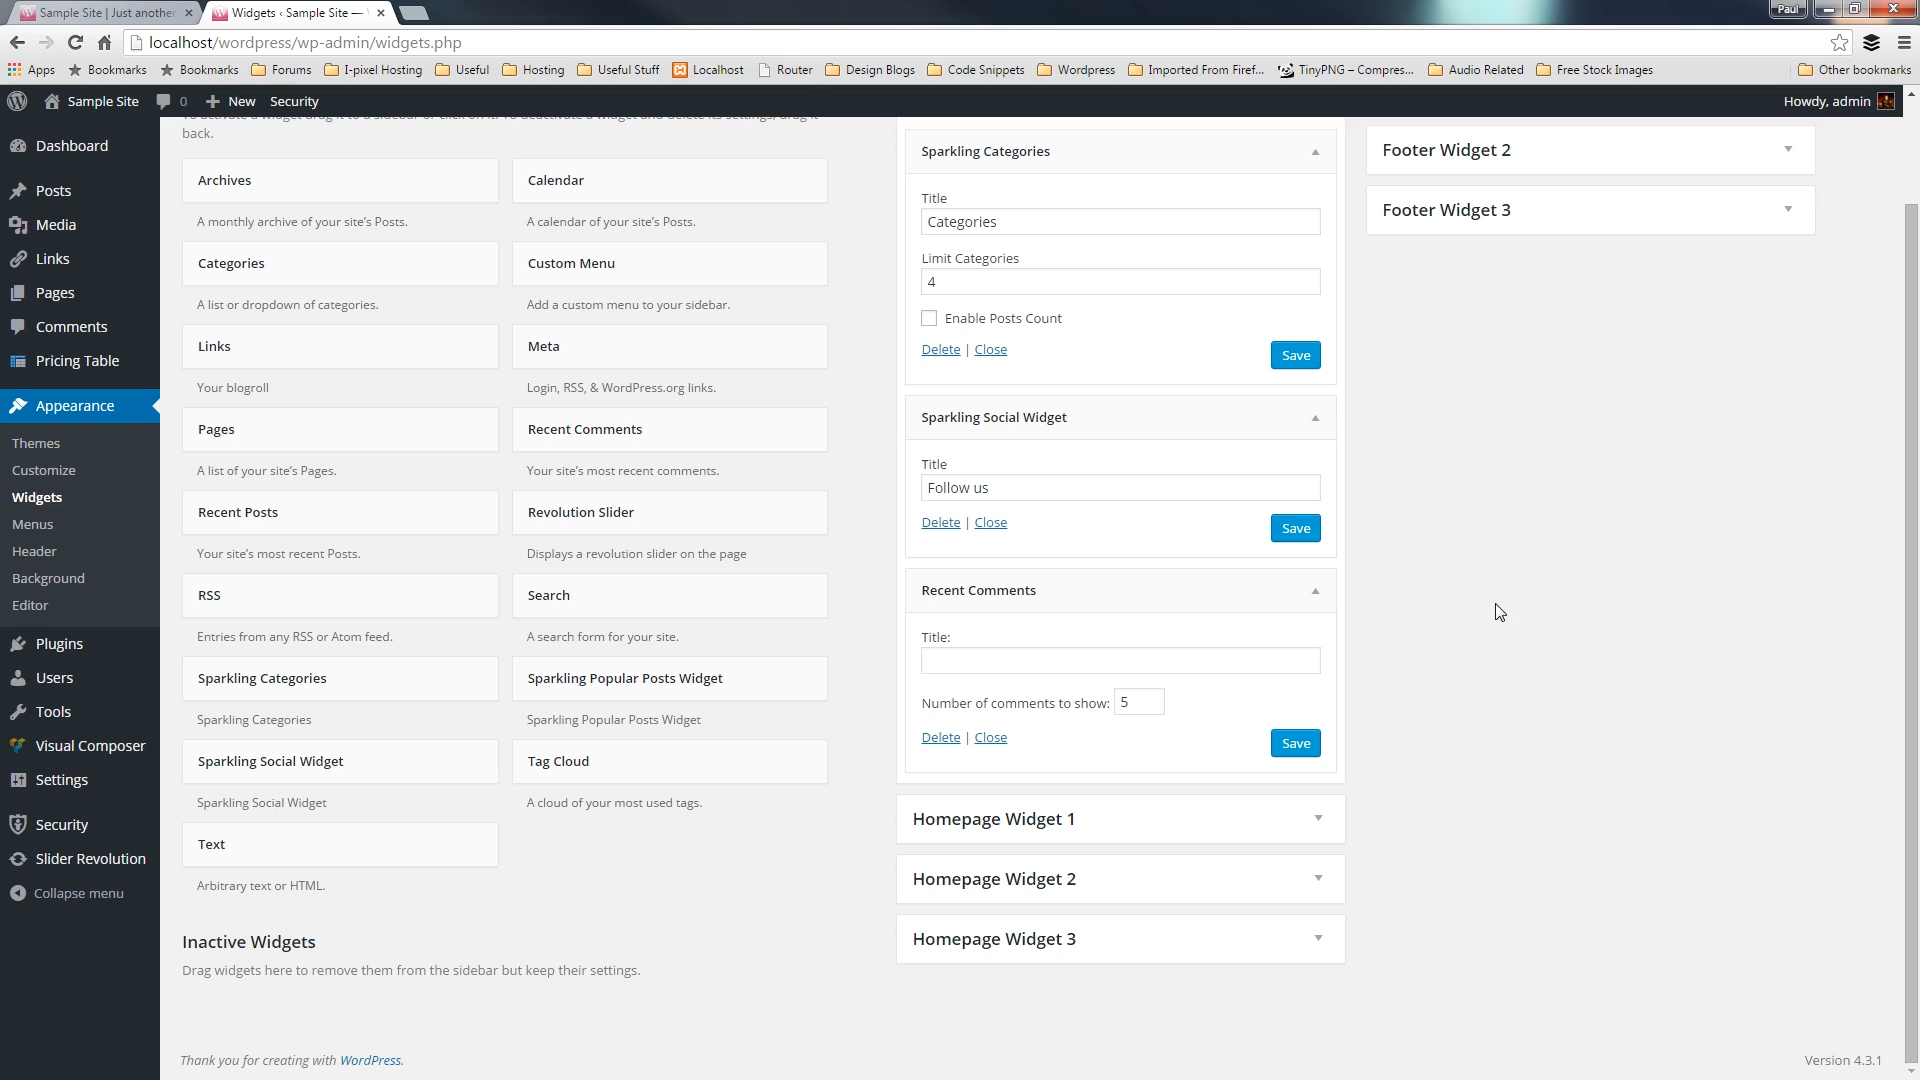 Sample Site | Just another
Widgets ‹ Sample Site —
Paul
localhost/wordpress/wp-admin/widgets.php
Apps
Bookmarks
Bookmarks
Forums
I-pixel Hosting
Useful
Hosting
Useful Stuff
Localhost
Router
Design Blogs
Code Snippets
Wordpress
Imported From Firef...
TinyPNG – Compres...
Audio Related
Free Stock Images
Other bookmarks
Sample Site
0
New
Security
Howdy, admin
Dashboard
Posts
Media
Links
Pages
Comments
Pricing Table
Appearance
Themes
Customize
Widgets
Menus
Header
Background
Editor
Plugins
Users
Tools
Visual Composer
Settings
Security
Slider Revolution
Collapse menu
To activate a widget drag it to a sidebar or click on it. To deactivate a widget and delete its settings, drag it
back.
Archives
A monthly archive of your site's Posts.
Calendar
A calendar of your site's Posts.
Categories
A list or dropdown of categories.
Custom Menu
Add a custom menu to your sidebar.
Links
Your blogroll
Meta
Login, RSS, & WordPress.org links.
Pages
A list of your site's Pages.
Recent Comments
Your site's most recent comments.
Recent Posts
Your site's most recent Posts.
Revolution Slider
Displays a revolution slider on the page
RSS
Entries from any RSS or Atom feed.
Search
A search form for your site.
Sparkling Categories
Sparkling Categories
Sparkling Popular Posts Widget
Sparkling Popular Posts Widget
Sparkling Social Widget
Sparkling Social Widget
Tag Cloud
A cloud of your most used tags.
Text
Arbitrary text or HTML.
Inactive Widgets
Drag widgets here to remove them from the sidebar but keep their settings.
Sparkling Categories
Title
Categories
Limit Categories
4
Enable Posts Count
Delete | Close
Save
Sparkling Social Widget
Title
Follow us
Delete | Close
Save
Recent Comments
Title:
Number of comments to show: 5
Delete | Close
Save
Homepage Widget 1
Homepage Widget 2
Homepage Widget 3
Footer Widget 2
Footer Widget 3
Thank you for creating with WordPress.
Version 4.3.1